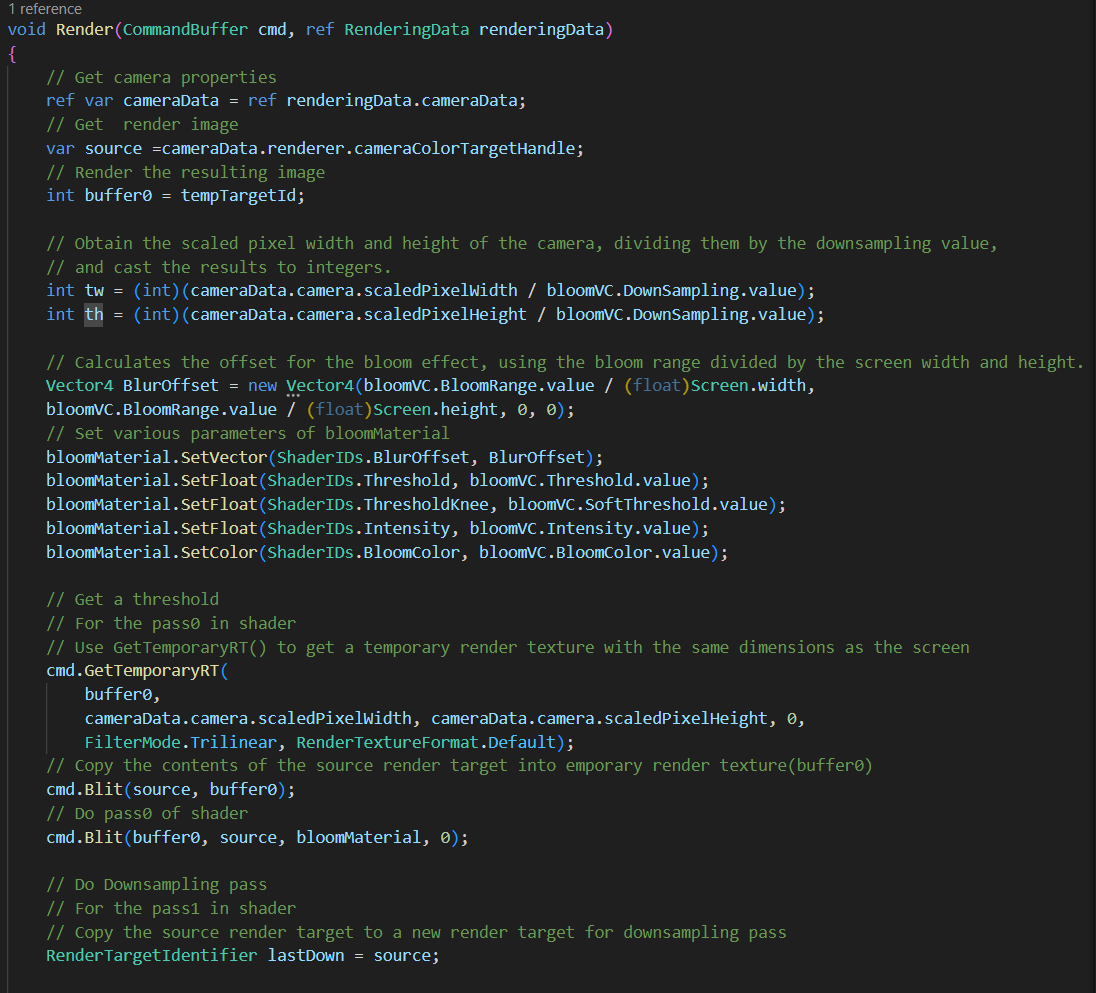 1 reference
void Render(CommandBuffer cmd, ref RenderingData renderingData)
{
// Get camera properties
ref var cameraData = ref renderingData.cameraData;
// Get  render image
var source =cameraData.renderer.cameraColorTargetHandle;
// Render the resulting image
int buffer0 = tempTargetId;
// Obtain the scaled pixel width and height of the camera, dividing them by the downsampling value,
// and cast the results to integers.
int tw = (int)(cameraData.camera.scaledPixelWidth / bloomVC.DownSampling.value);
int th = (int)(cameraData.camera.scaledPixelHeight / bloomVC.DownSampling.value);
// Calculates the offset for the bloom effect, using the bloom range divided by the screen width and height.
Vector4 BlurOffset = new Vector4(bloomVC.BloomRange.value / (float)Screen.width,
bloomVC.BloomRange.value / (float)Screen.height, 0, 0);
// Set various parameters of bloomMaterial
bloomMaterial.SetVector(ShaderIDs.BlurOffset, BlurOffset);
bloomMaterial.SetFloat(ShaderIDs.Threshold, bloomVC.Threshold.value);
bloomMaterial.SetFloat(ShaderIDs.ThresholdKnee, bloomVC.SoftThreshold.value);
bloomMaterial.SetFloat(ShaderIDs.Intensity, bloomVC.Intensity.value);
bloomMaterial.SetColor(ShaderIDs.BloomColor, bloomVC.BloomColor.value);
// Get a threshold
// For the pass0 in shader
// Use GetTemporaryRT() to get a temporary render texture with the same dimensions as the screen
cmd.GetTemporaryRT(
buffer0,
cameraData.camera.scaledPixelWidth, cameraData.camera.scaledPixelHeight, 0,
FilterMode.Trilinear, RenderTextureFormat.Default);
// Copy the contents of the source render target into emporary render texture(buffer0)
cmd.Blit(source, buffer0);
// Do pass0 of shader
cmd.Blit(buffer0, source, bloomMaterial, 0);
// Do Downsampling pass
// For the pass1 in shader
// Copy the source render target to a new render target for downsampling pass
RenderTargetIdentifier lastDown = source;